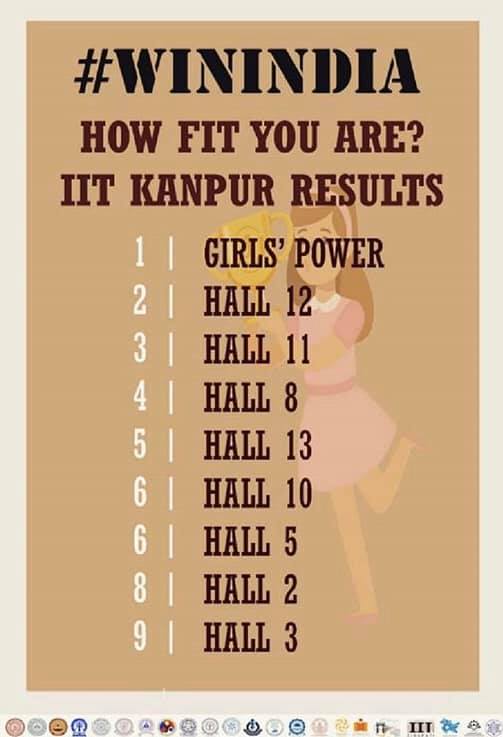 #WININDIA
HOW FIT YOU ARE?
IIT KANPUR RESULTS
1 | GIRLS' POWER
2 | HALL 12
3 | HALL 11
4 | HALL 8
5 | HALL 13
6 | HALL 10
6 | HALL 5
8 | HALL 2
9 | HALL 3
IIT